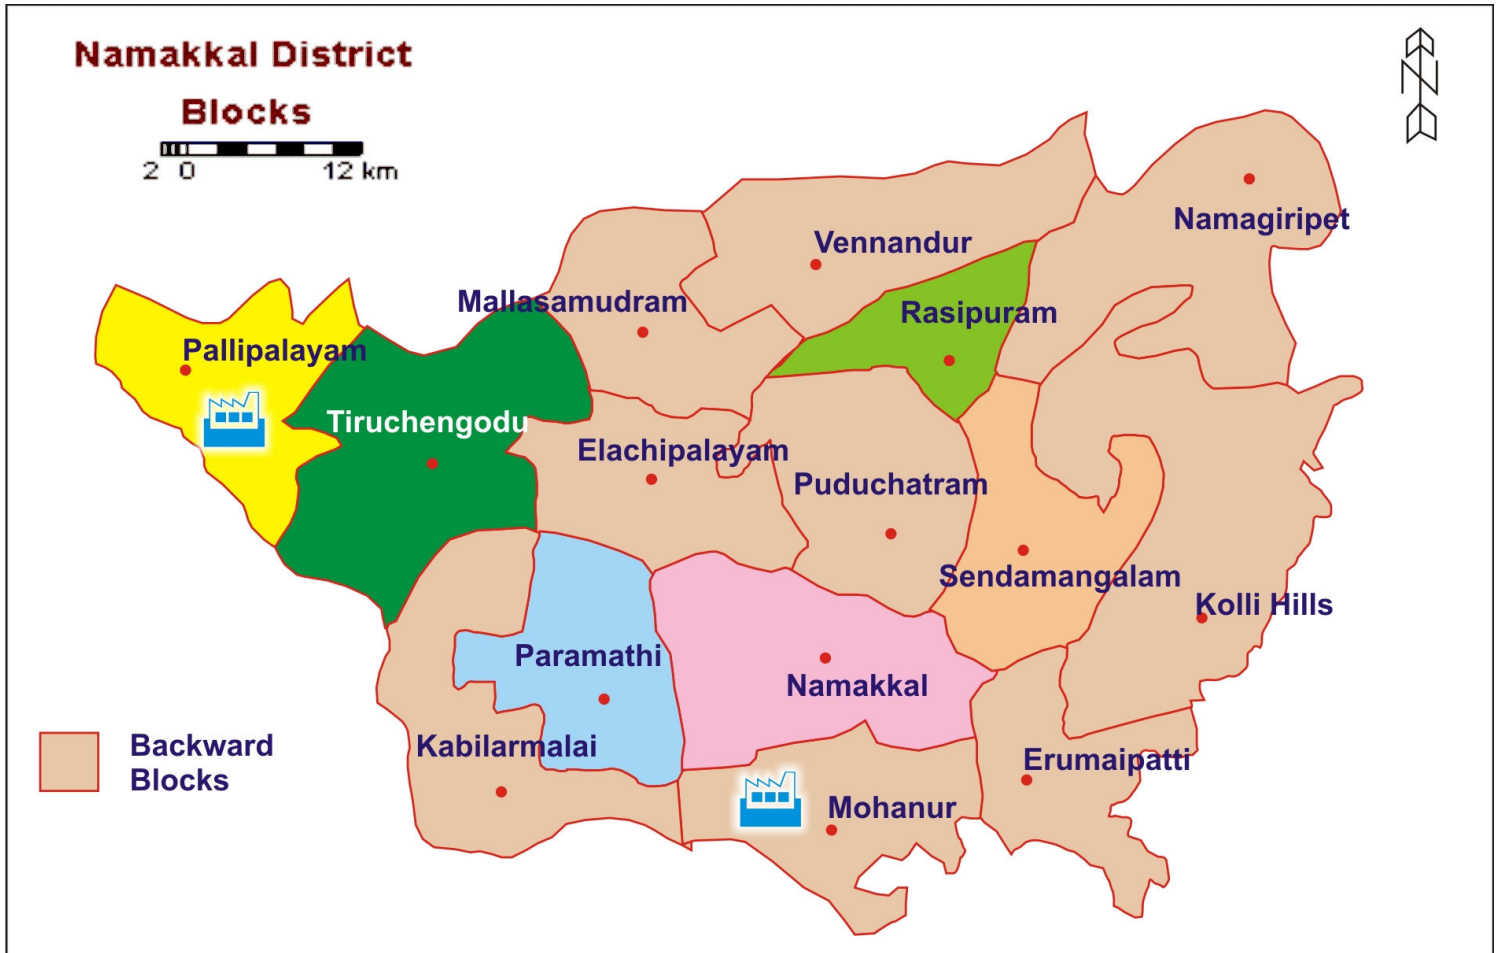 Namakkal District
Blocks
2 0 12 km
N
Namagiripet
Vennandur
Mallasamudram
Rasipuram
Pallipalayam
Tiruchengodu
Elachipalayam
Puduchatram
Sendamangalam
Kolli Hills
Paramathi
Namakkal
Kabilarmalai
Erumaipatti
Mohanur
Backward
Blocks